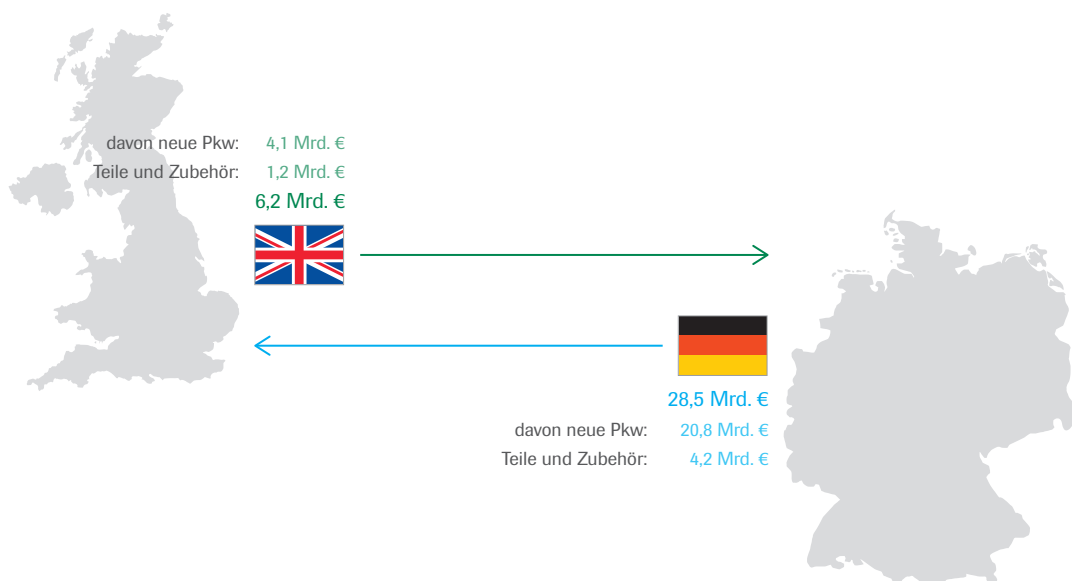 davon neue Pkw: 4,1 Mrd. €
Teile und Zubehör: 1,2 Mrd. €
6,2 Mrd. €
28,5 Mrd. €
davon neue Pkw: 20,8 Mrd. €
Teile und Zubehör: 4,2 Mrd. €